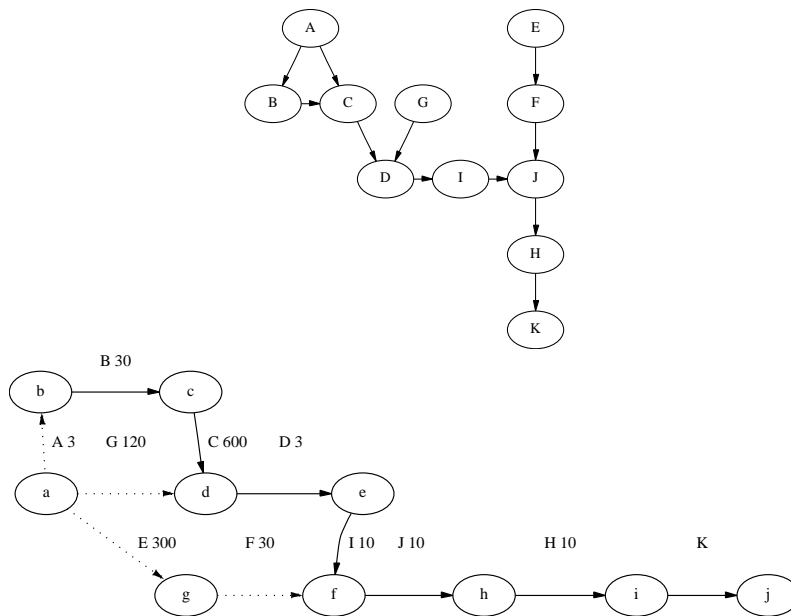 A E
B C G F
D I J
H
K
B 30
b c
A 3 G 120 C 600 D 3
a d e
E 300 F 30 I 10 J 10 H 10 K
g f h i j